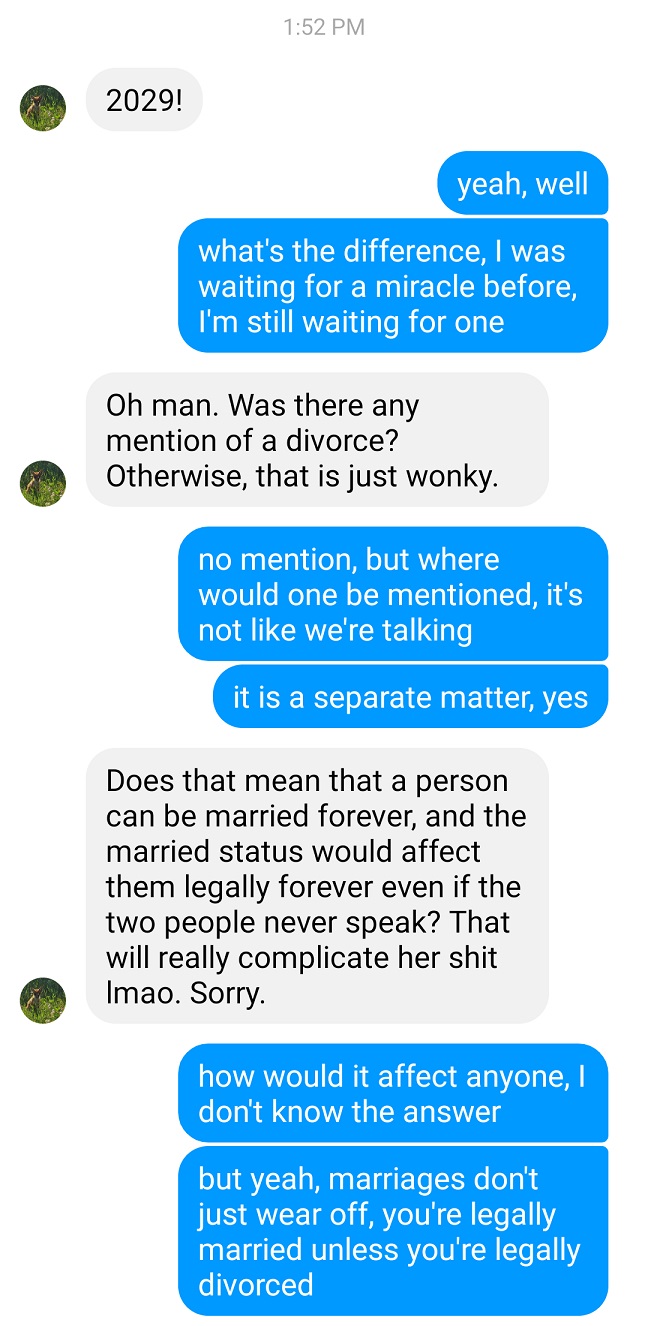 1:52 PM
2029!
yeah, well
what's the difference, I was
waiting for a miracle before,
I'm still waiting for one
Oh man. Was there any
mention of a divorce?
Otherwise, that is just wonky.
no mention, but where
would one be mentioned, it's
not like we're talking
it is a separate matter, yes
Does that mean that a person
can be married forever, and the
married status would affect
them legally forever even if the
two people never speak? That
will really complicate her shit
lmao. Sorry.
how would it affect anyone, I
don't know the answer
but yeah, marriages don't
just wear off, you're legally
married unless you're legally
divorced